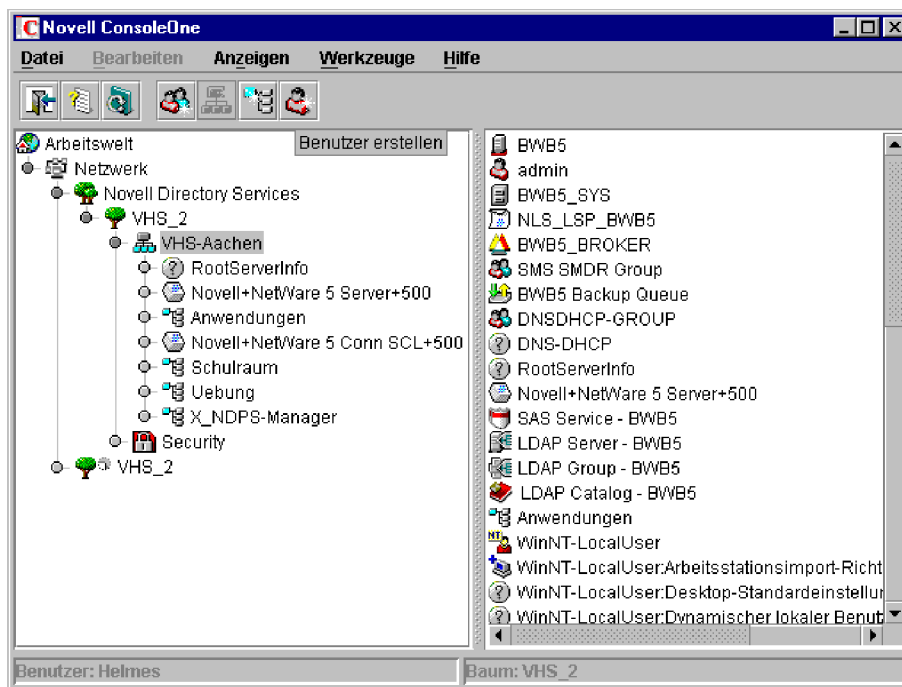 Novell ConsoleOne
Datei Bearbeiten Anzeigen Werkzeuge Hilfe
Benutzer erstellen
Arbeitswelt
Netzwerk
Novell Directory Services
VHS_2
VHS-Aachen
RootServerInfo
Novell+NetWare 5 Server+500
Anwendungen
Novell+NetWare 5 Conn SCL+500
Schulraum
Uebung
X_NDPS-Manager
Security
VHS_2
BWB5
admin
BWB5_SYS
NLS_LSP_BWB5
BWB5_BROKER
SMS SMDR Group
BWB5 Backup Queue
DNSDHCP-GROUP
DNS-DHCP
RootServerInfo
Novell+NetWare 5 Server+500
SAS Service - BWB5
LDAP Server - BWB5
LDAP Group - BWB5
LDAP Catalog - BWB5
Anwendungen
WinNT-LocalUser
WinNT-LocalUser:Arbeitsstationsimport-Richt
WinNT-LocalUser:Desktop-Standardeinstellur
WinNT-LocalUser:Dynamischer lokaler Benut
Benutzer: Helmes
Baum: VHS_2